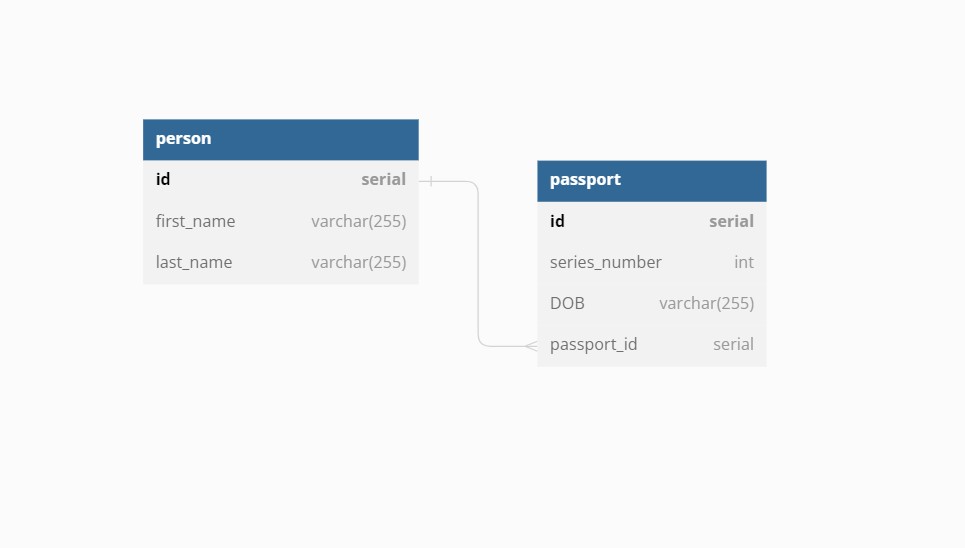 person
id serial
first_name varchar(255)
last_name varchar(255)
passport
id serial
series_number int
DOB varchar(255)
passport_id serial